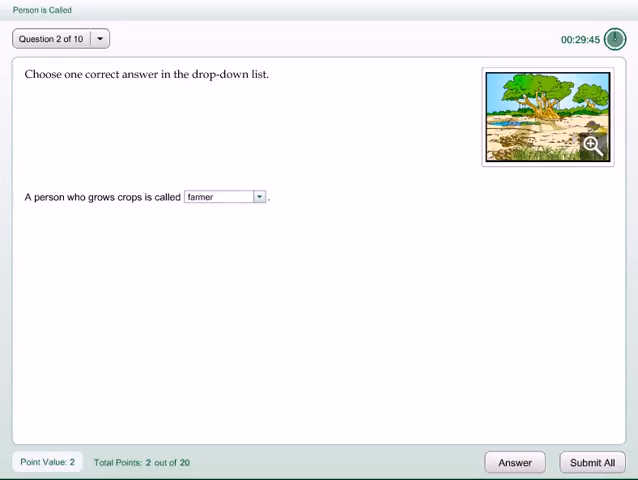 Person is Called
Question 2 of 10
00:29:45
Choose one correct answer in the drop-down list.
A person who grows crops is called farmer .
Point Value: 2 Total Points: 2 out of 20 Answer Submit All